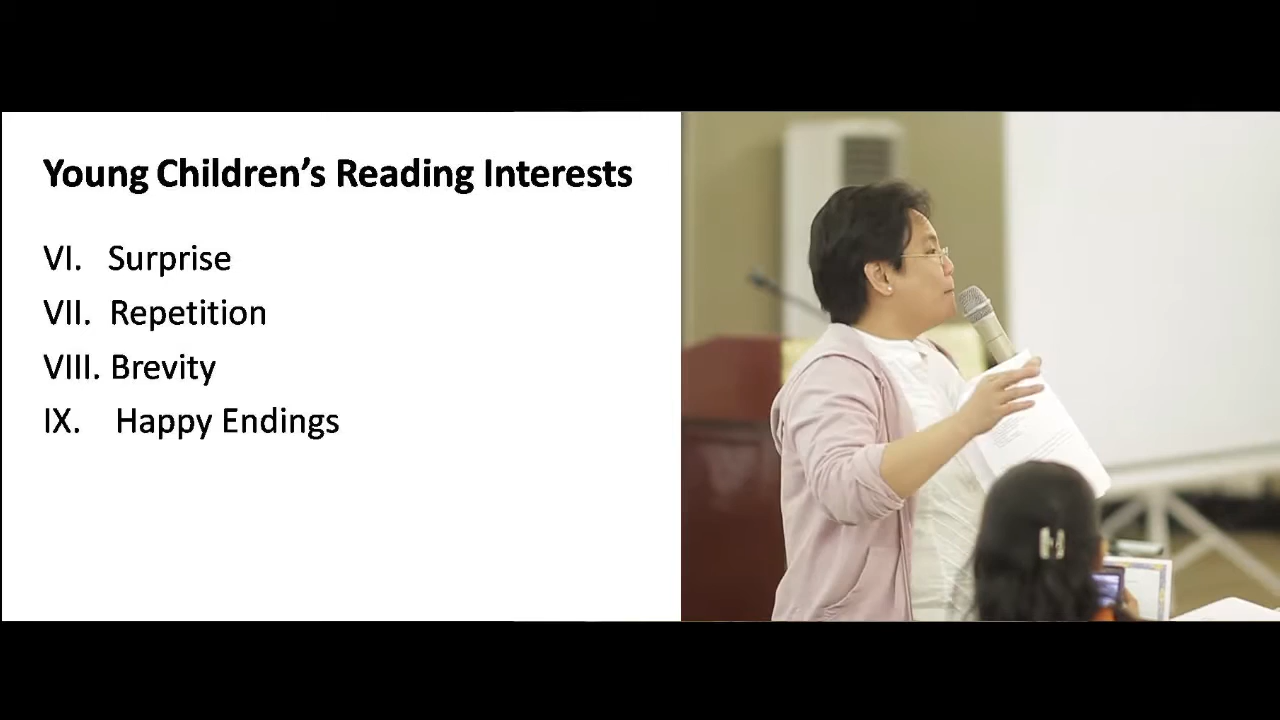 Young Children’s Reading Interests
VI. Surprise
VII. Repetition
VIII. Brevity
IX. Happy Endings